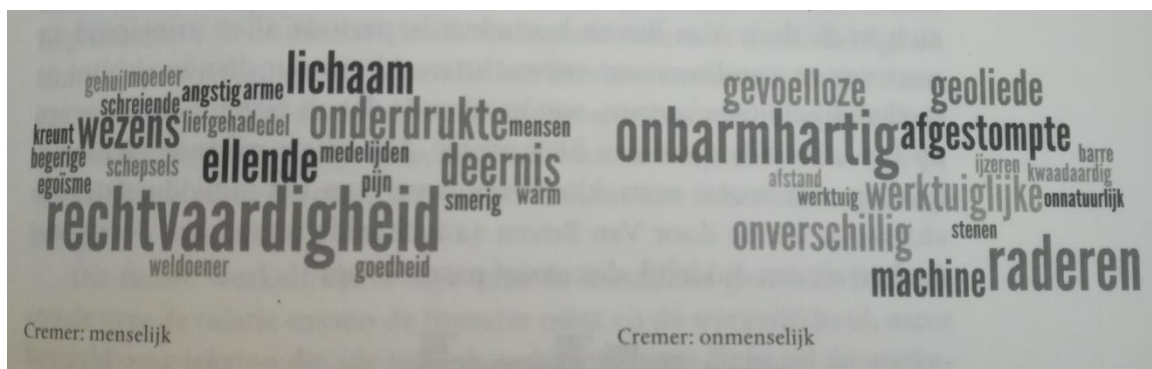 lichaam
gehuil moeder
schreiende angstig arme
kreunt wezens liefgehad edel onderdrukte mensen
begerige schepsels ellende medelijden deernis
egoïsme pijn smerig warm
rechtvaardigheid
weldoener goedheid
Cremer: menselijk
gevoelloze geoliede
onbarmhartig afgestompte
afstand ijzeren barre
werktuig werktuiglijke kwaadaardig
onnatuurlijk
onverschillig stenen
machine raderen
Cremer: onmenselijk